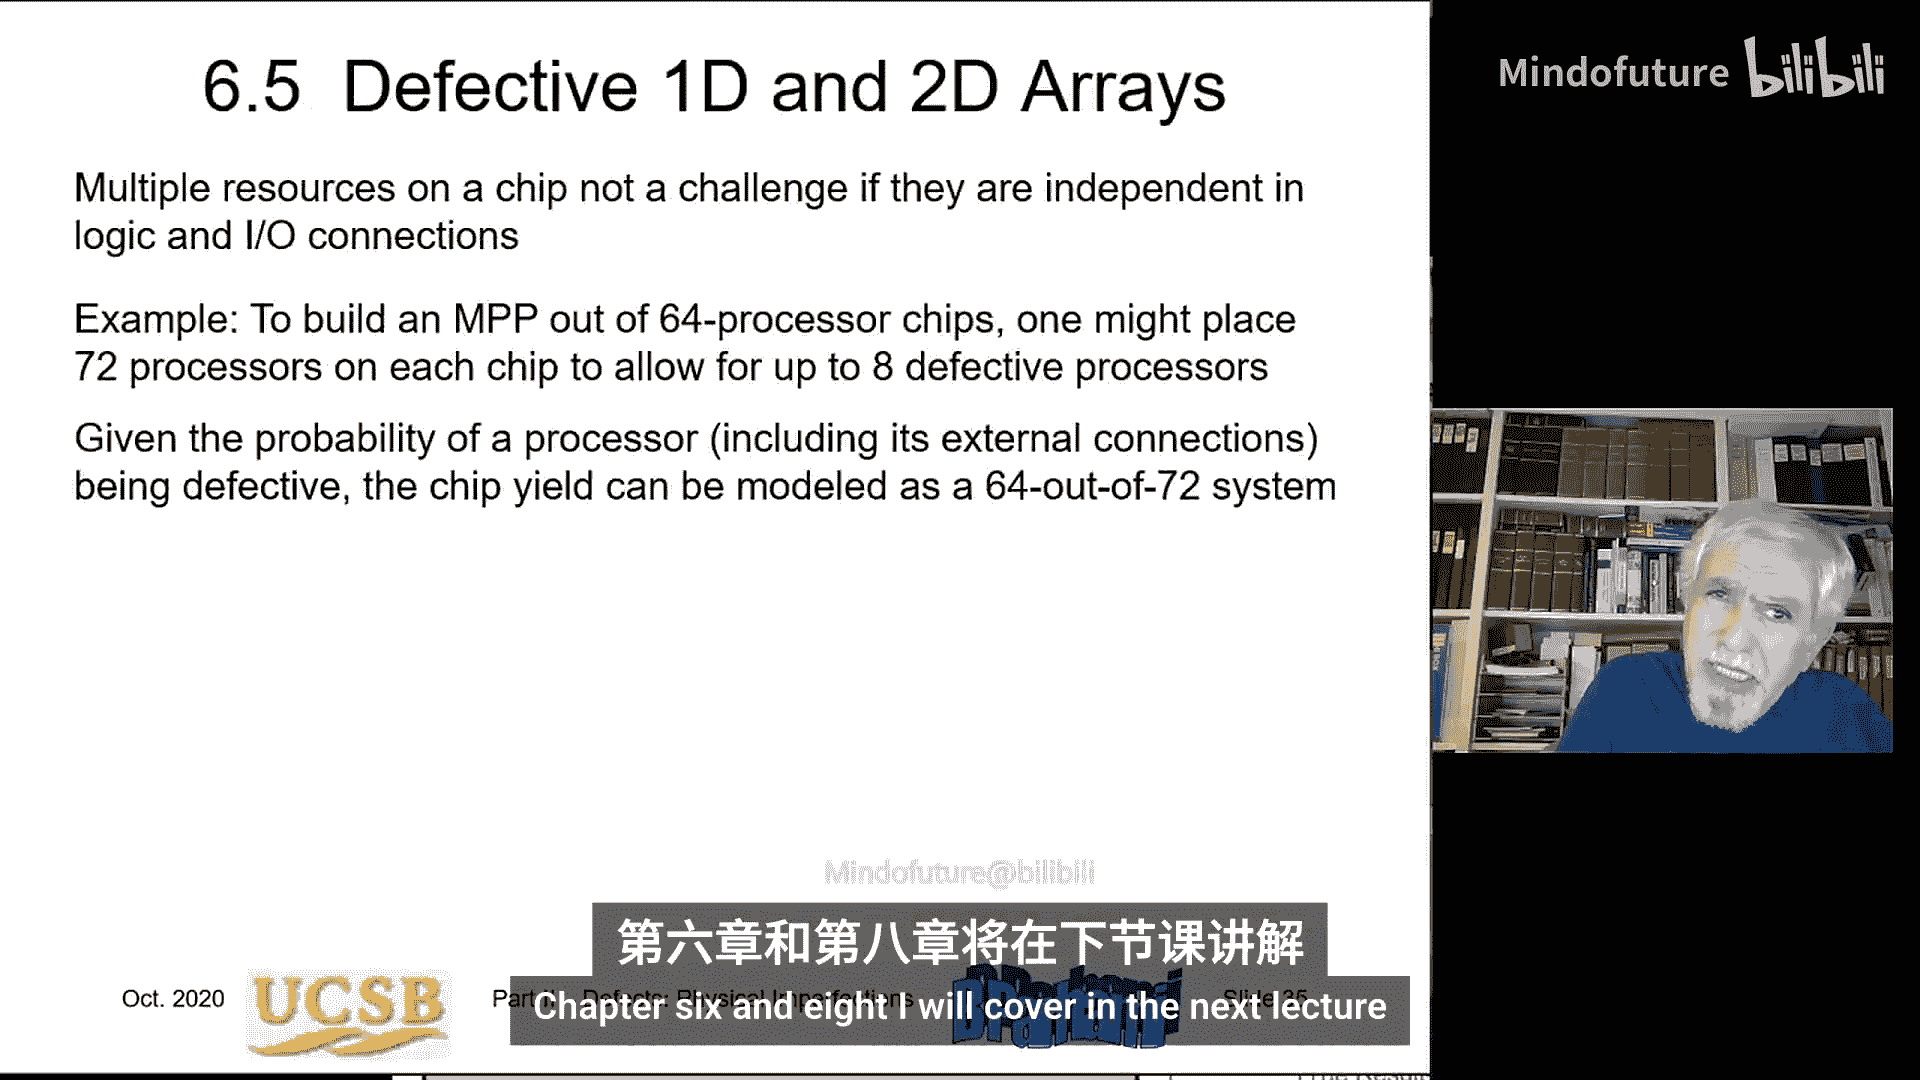 6.5 Defective 1D and 2D Arrays
Multiple resources on a chip not a challenge if they are independent in
logic and I/O connections
Example: To build an MPP out of 64-processor chips, one might place
72 processors on each chip to allow for up to 8 defective processors
Given the probability of a processor (including its external connections)
being defective, the chip yield can be modeled as a 64-out-of-72 system
Mindofuture bilibili
Mindofuture@bilibili
第六章和第八章将在下节课讲解
Chapter six and eight I will cover in the next lecture
Oct. 2020
UCSB